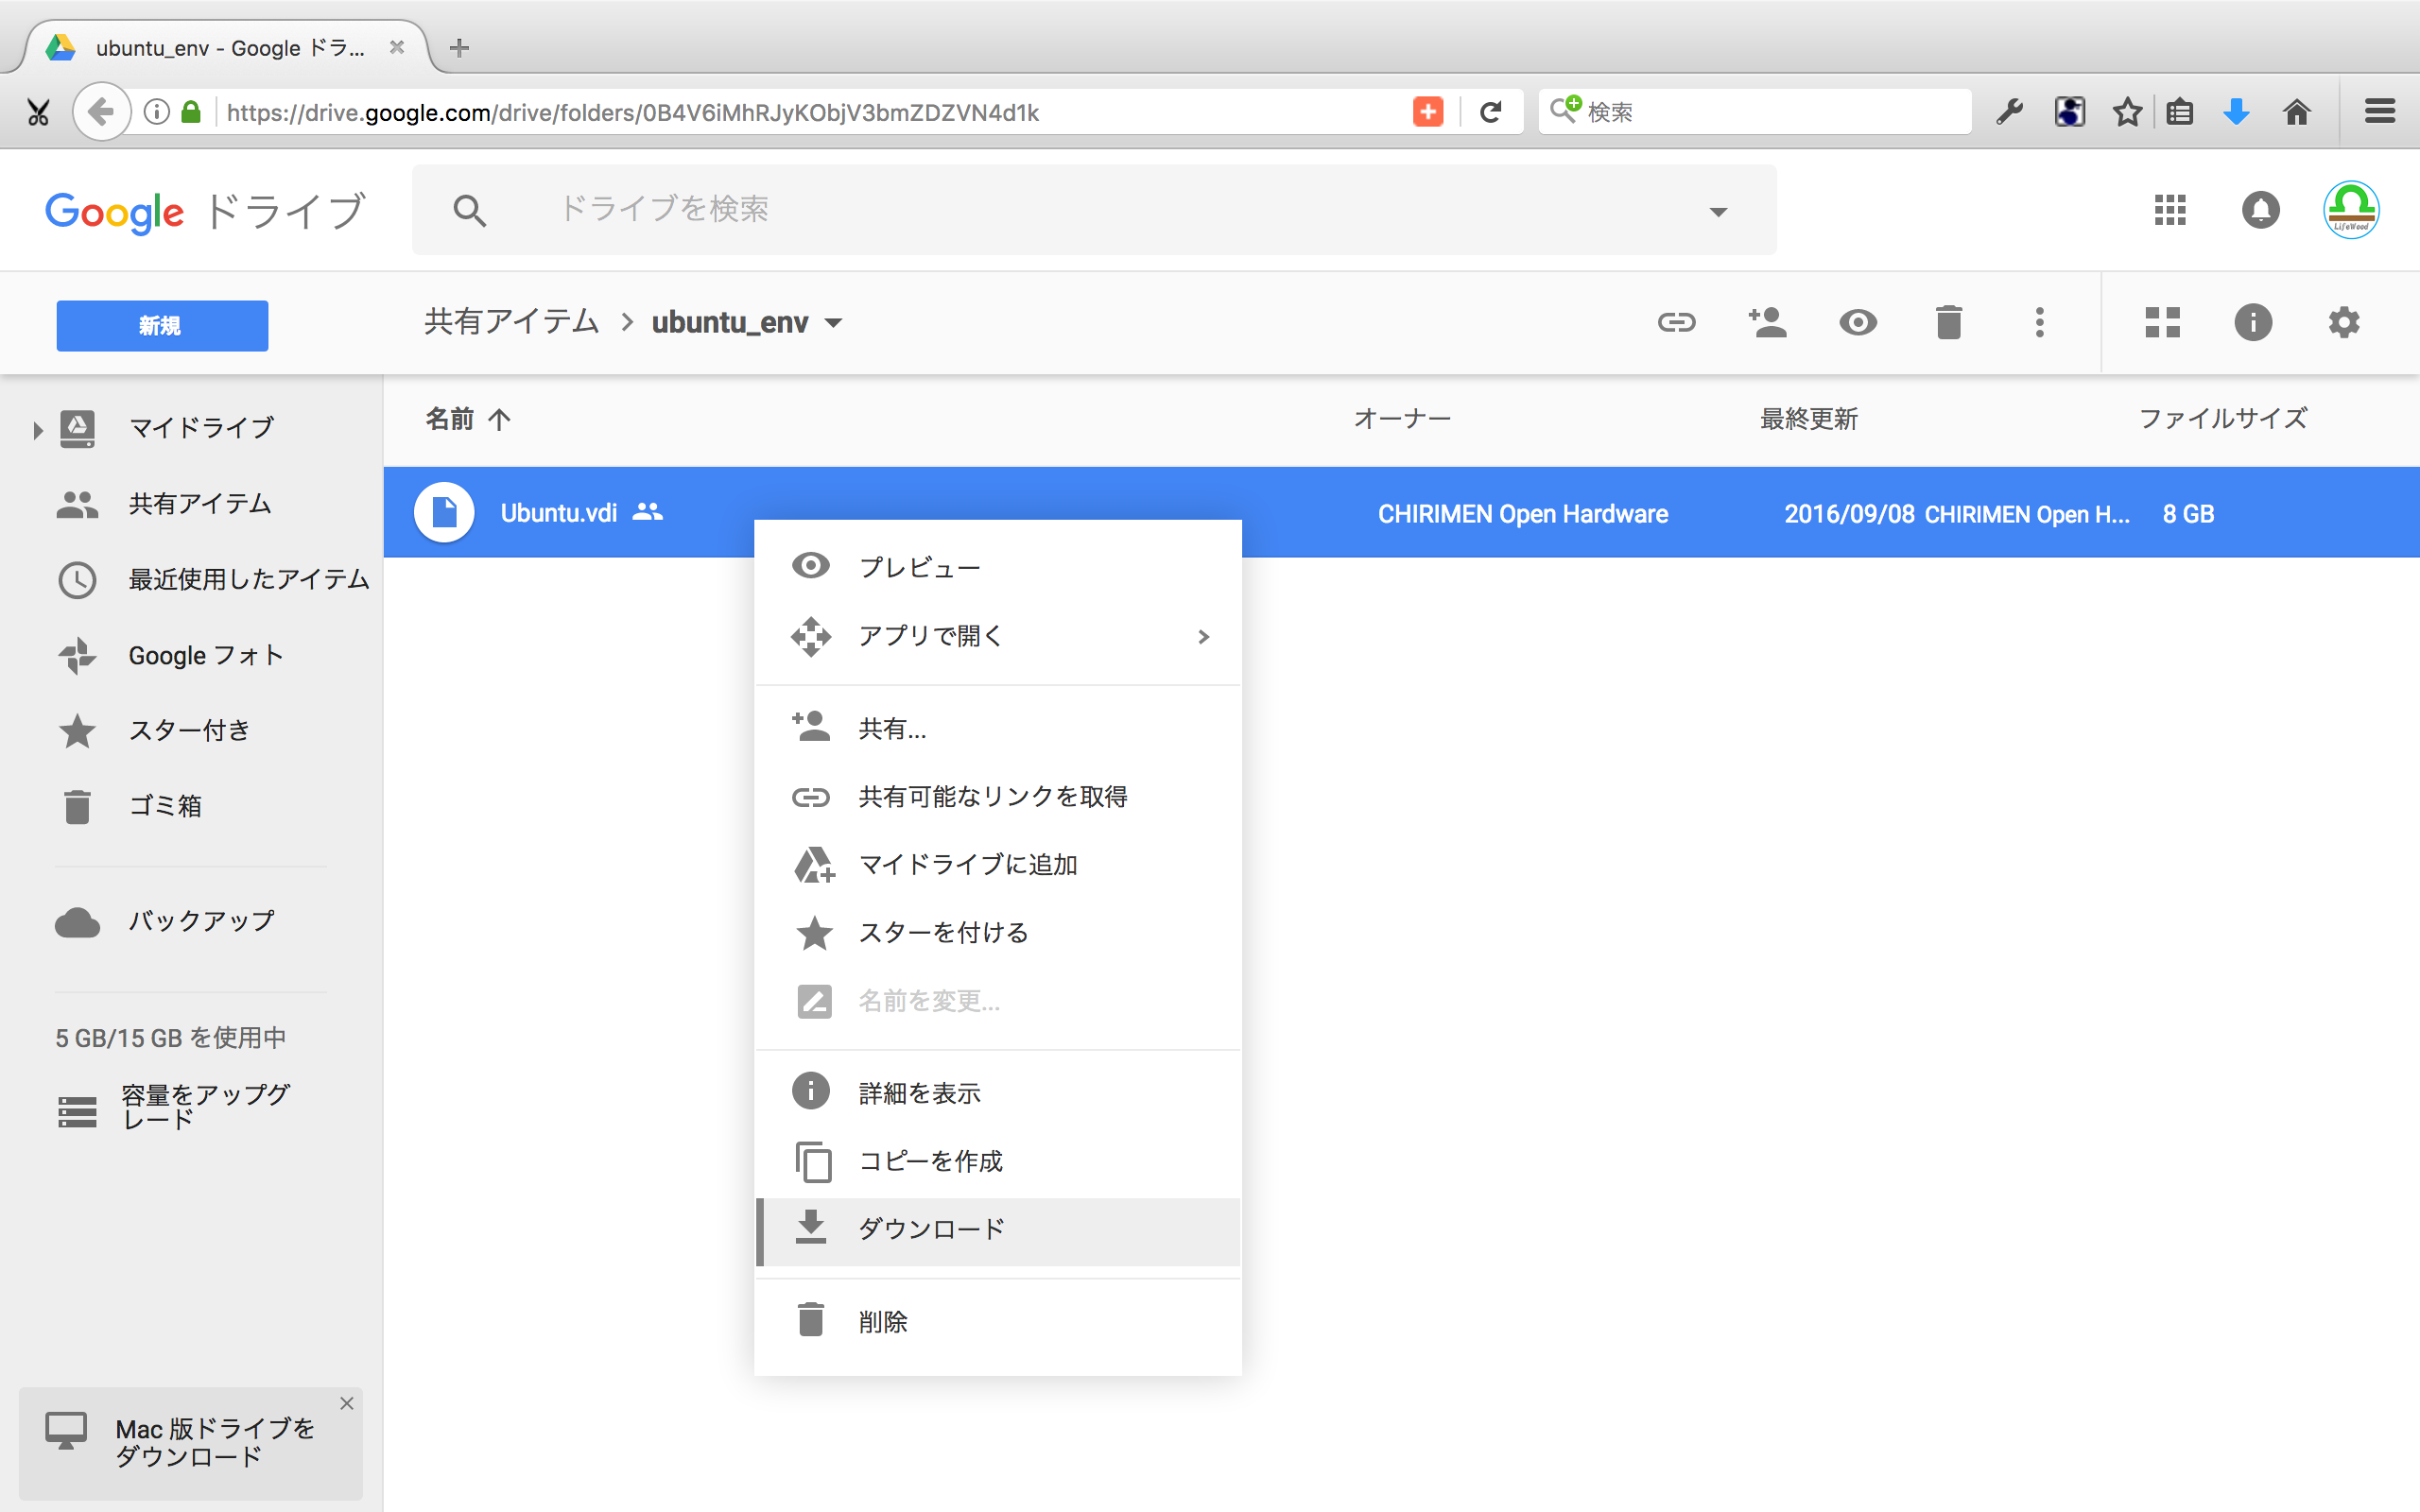 ubuntu_env - Google ドラ...
https://drive.google.com/drive/folders/0B4V6iMhRJyKObjV3bmZDZVN4d1k
検索
Google ドライブ
ドライブを検索
LifeWood
新規
共有アイテム > ubuntu_env
マイドライブ
共有アイテム
最近使用したアイテム
Google フォト
スター付き
ゴミ箱
バックアップ
5 GB/15 GB を使用中
容量をアップグ
レード
Mac 版ドライブを
ダウンロード
名前 オーナー 最終更新 ファイルサイズ
Ubuntu.vdi CHIRIMEN Open Hardware 2016/09/08 CHIRIMEN Open H... 8 GB
プレビュー
アプリで開く
共有...
共有可能なリンクを取得
マイドライブに追加
スターを付ける
名前を変更...
詳細を表示
コピーを作成
ダウンロード
削除